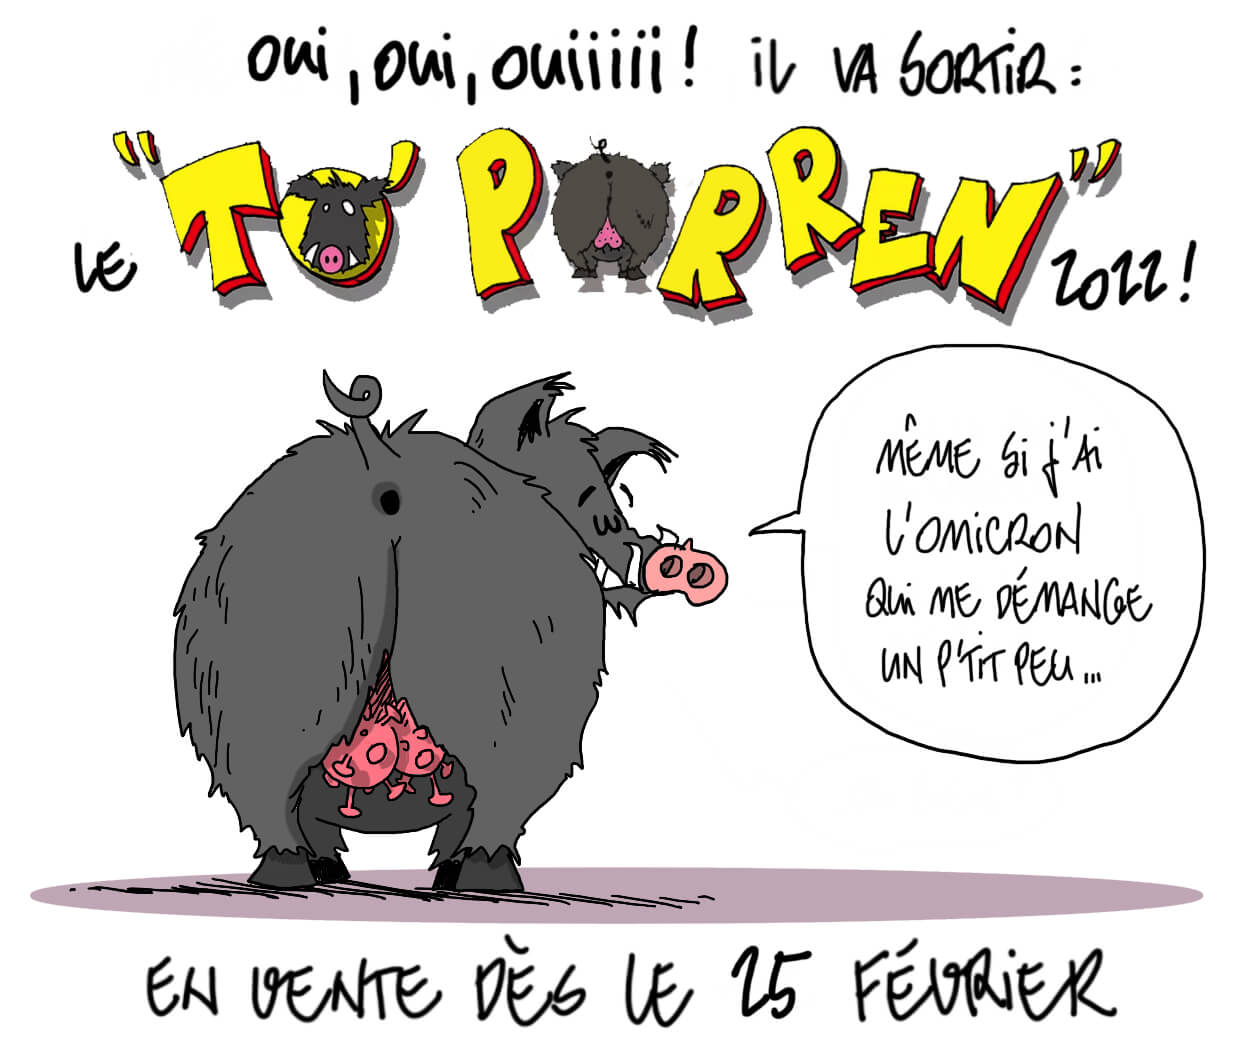 oui, oui, ouiiiii ! il va sortir :
le "To' Porren" 2022 !
même si j'ai
l'omicron
qui me démange
un p'tit peu...
en vente dès le 25 février